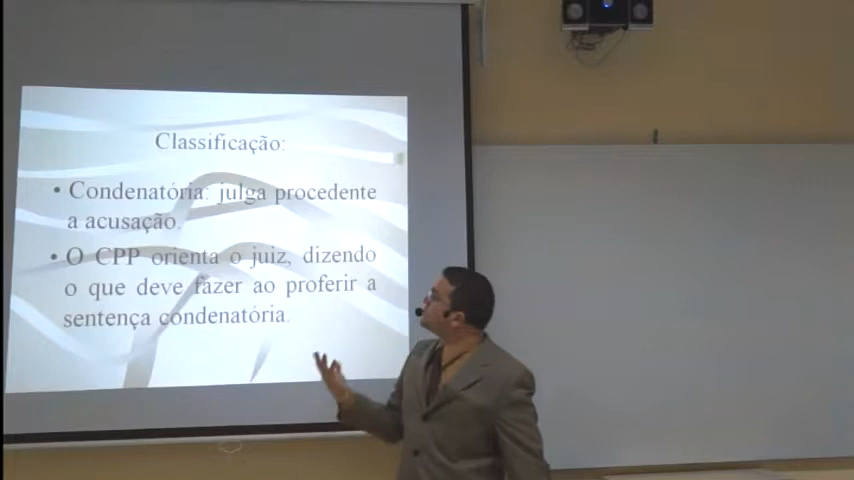 Classificação:
• Condenatória: julga procedente
a acusação.
• O CPP orienta o juiz, dizendo
o que deve fazer ao proferir a
sentença condenatória.